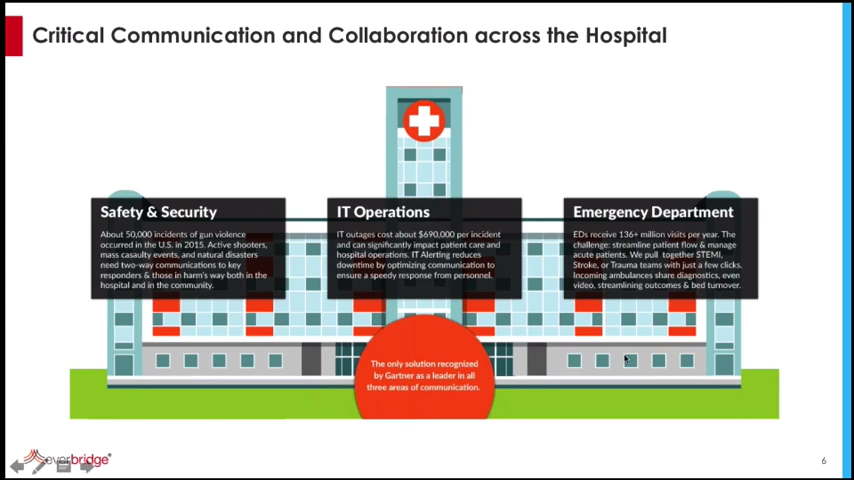 Critical Communication and Collaboration across the Hospital
Safety & Security
About 50,000 incidents of gun violence
occurred in the U.S. in 2015. Active shooters,
mass casaulty events, and natural disasters
need two-way communications to key
responders & those in harm's way both in the
hospital and in the community.
IT Operations
IT outages cost about $690,000 per incident
and can significantly impact patient care and
hospital operations. IT Alerting reduces
downtime by optimizing communication to
ensure a speedy response from personnel.
Emergency Department
EDs receive 136+ million visits per year. The
challenge: streamline patient flow & manage
acute patients. We pull together STEMI,
Stroke, or Trauma teams with just a few clicks.
Incoming ambulances share diagnostics, even
video, streamlining outcomes & bed turnover.
The only solution recognized
by Gartner as a leader in all
three areas of communication.
everbridge®
6